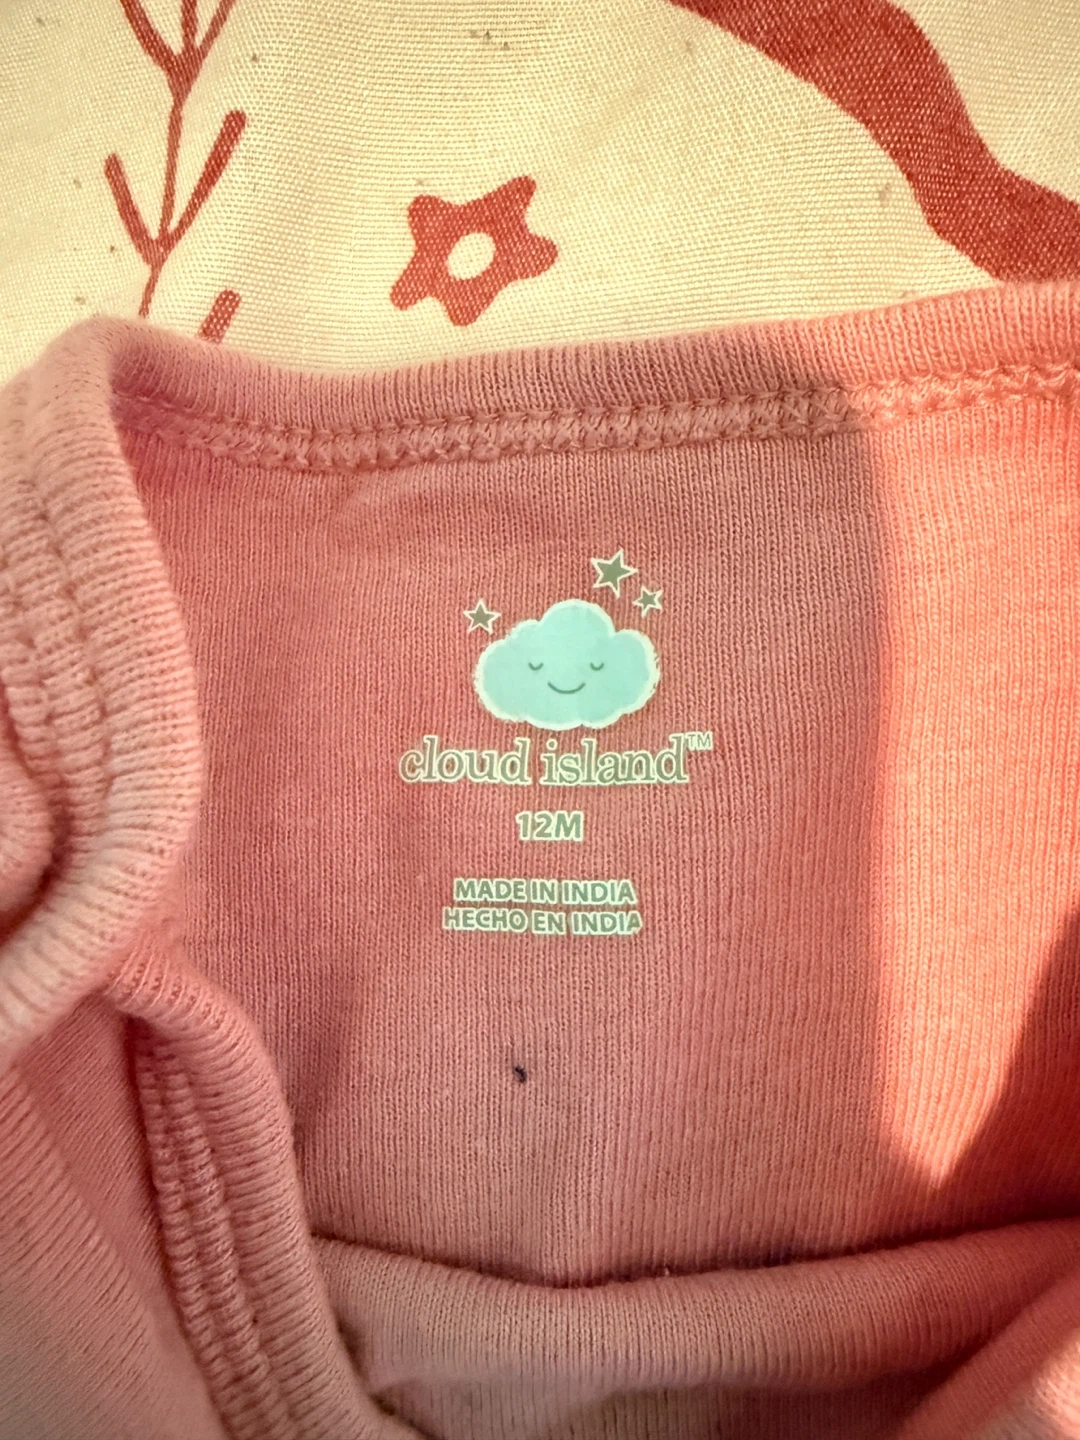 cloud island™
12M
MADE IN INDIA
HECHO EN INDIA